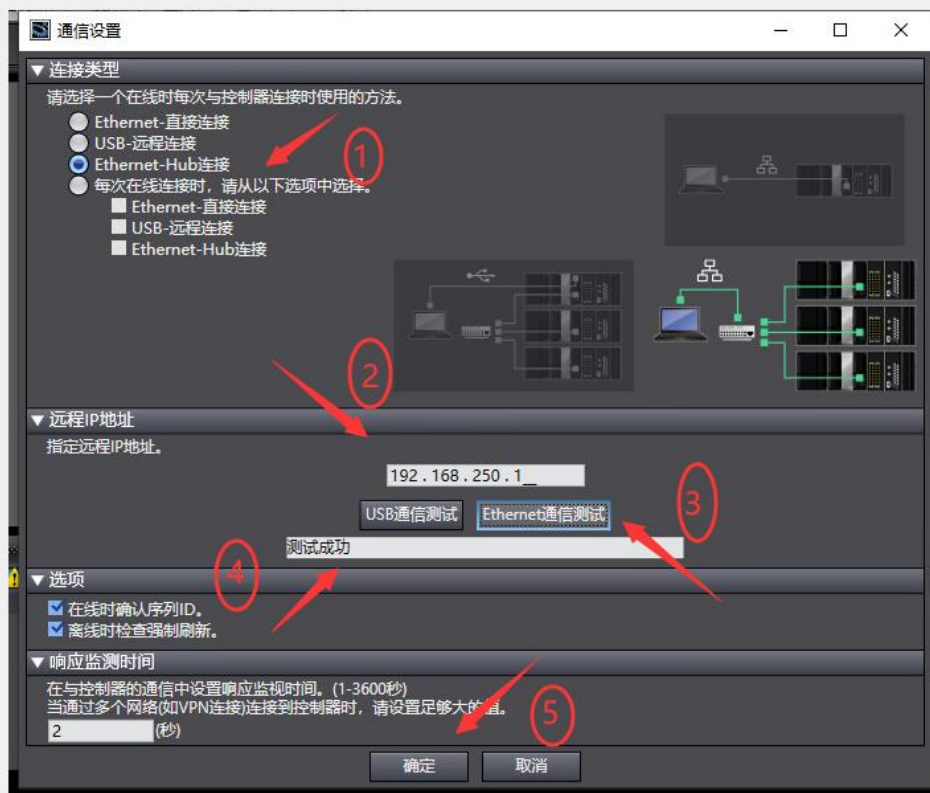 通信设置
▼连接类型
请选择一个在线时每次与控制器连接时使用的方法。
Ethernet-直接连接
USB-远程连接
Ethernet-Hub连接
①
每次在线连接时，请从以下选项中选择。
Ethernet-直接连接
USB-远程连接
Ethernet-Hub连接
②
▼远程IP地址
指定远程IP地址。
192.168.250.1_
USB通信测试 Ethernet通信测试
③
测试成功
④
▼选项
在线时确认序列ID。
离线时检查强制刷新。
▼响应监测时间
在与控制器的通信中设置响应监视时间。(1-3600秒)
当通过多个网络(如VPN连接)连接到控制器时，请设置足够大的值。
⑤
2 (秒)
确定 取消